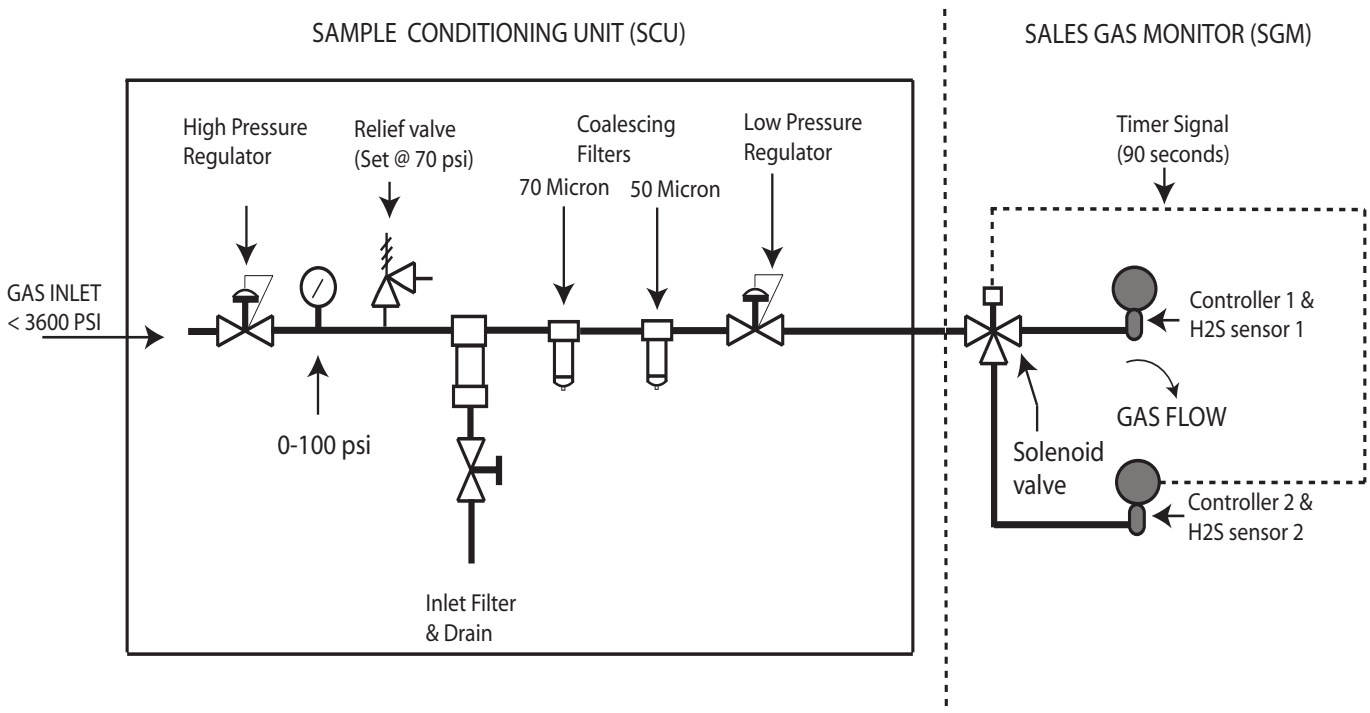 SAMPLE CONDITIONING UNIT (SCU)
SALES GAS MONITOR (SGM)
High Pressure
Regulator
Relief valve
(Set @ 70 psi)
Coalescing
Filters
70 Micron
50 Micron
Low Pressure
Regulator
Timer Signal
(90 seconds)
GAS INLET
< 3600 PSI
0-100 psi
Inlet Filter
& Drain
Controller 1 &
H2S sensor 1
GAS FLOW
Solenoid
valve
Controller 2 &
H2S sensor 2